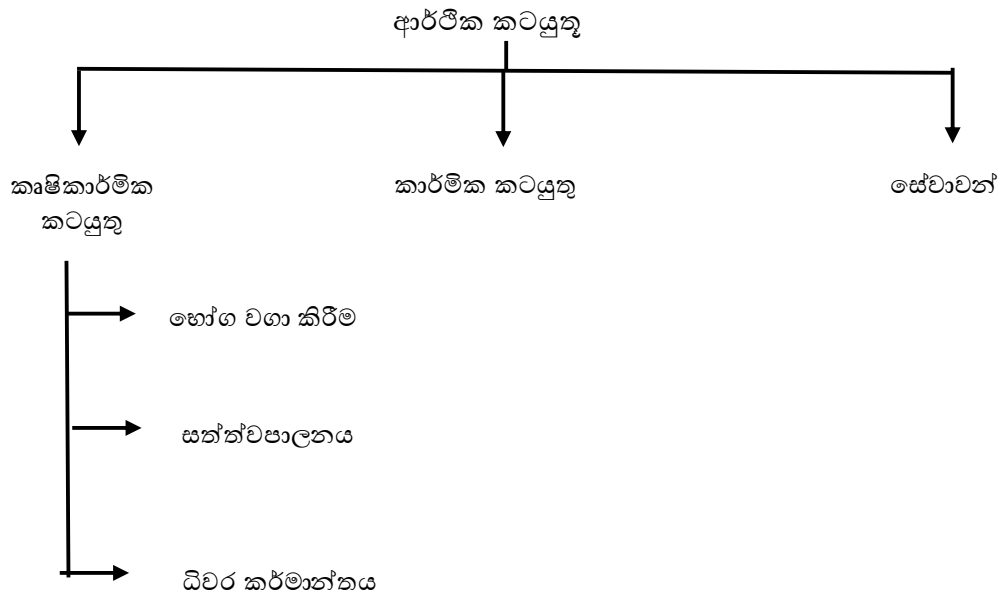 ආර්ථික කටයුතූ
කෘෂිකාර්මික
කටයුතු
කාර්මික කටයුතු
සේවාවන්
භෝග වගා කිරීම
සත්ත්වපාලනය
ධිවර කර්මාන්තය